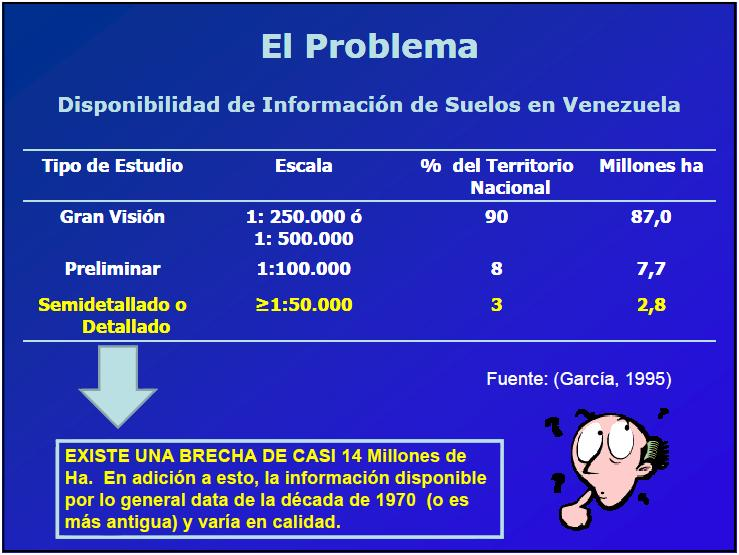 El Problema
Disponibilidad de Información de Suelos en Venezuela
Tipo de Estudio Escala % del Territorio Nacional Millones ha
Gran Visión 1: 250.000 ó 1: 500.000 90 87,0
Preliminar 1:100.000 8 7,7
Semidetallado o Detallado ≥1:50.000 3 2,8
Fuente: (García, 1995)
EXISTE UNA BRECHA DE CASI 14 Millones de
Ha. En adición a esto, la información disponible
por lo general data de la década de 1970 (o es
más antigua) y varía en calidad.
? ? ? ?